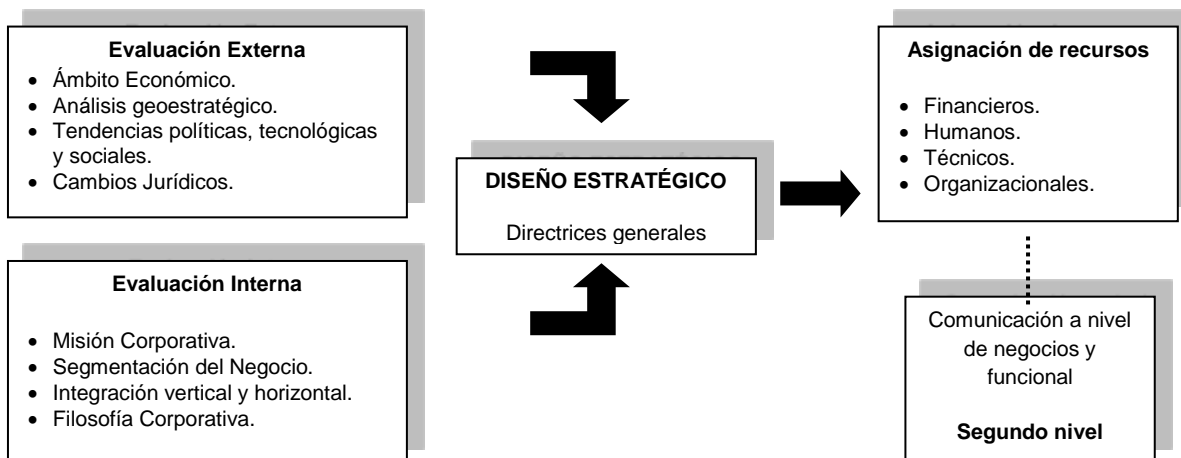 Evaluación Externa
• Ámbito Económico.
• Análisis geoestratégico.
• Tendencias políticas, tecnológicas
y sociales.
• Cambios Jurídicos.
Evaluación Interna
• Misión Corporativa.
• Segmentación del Negocio.
• Integración vertical y horizontal.
• Filosofía Corporativa.
DISEÑO ESTRATÉGICO
Directrices generales
Asignación de recursos
• Financieros.
• Humanos.
• Técnicos.
• Organizacionales.
Comunicación a nivel
de negocios y
funcional
Segundo nivel